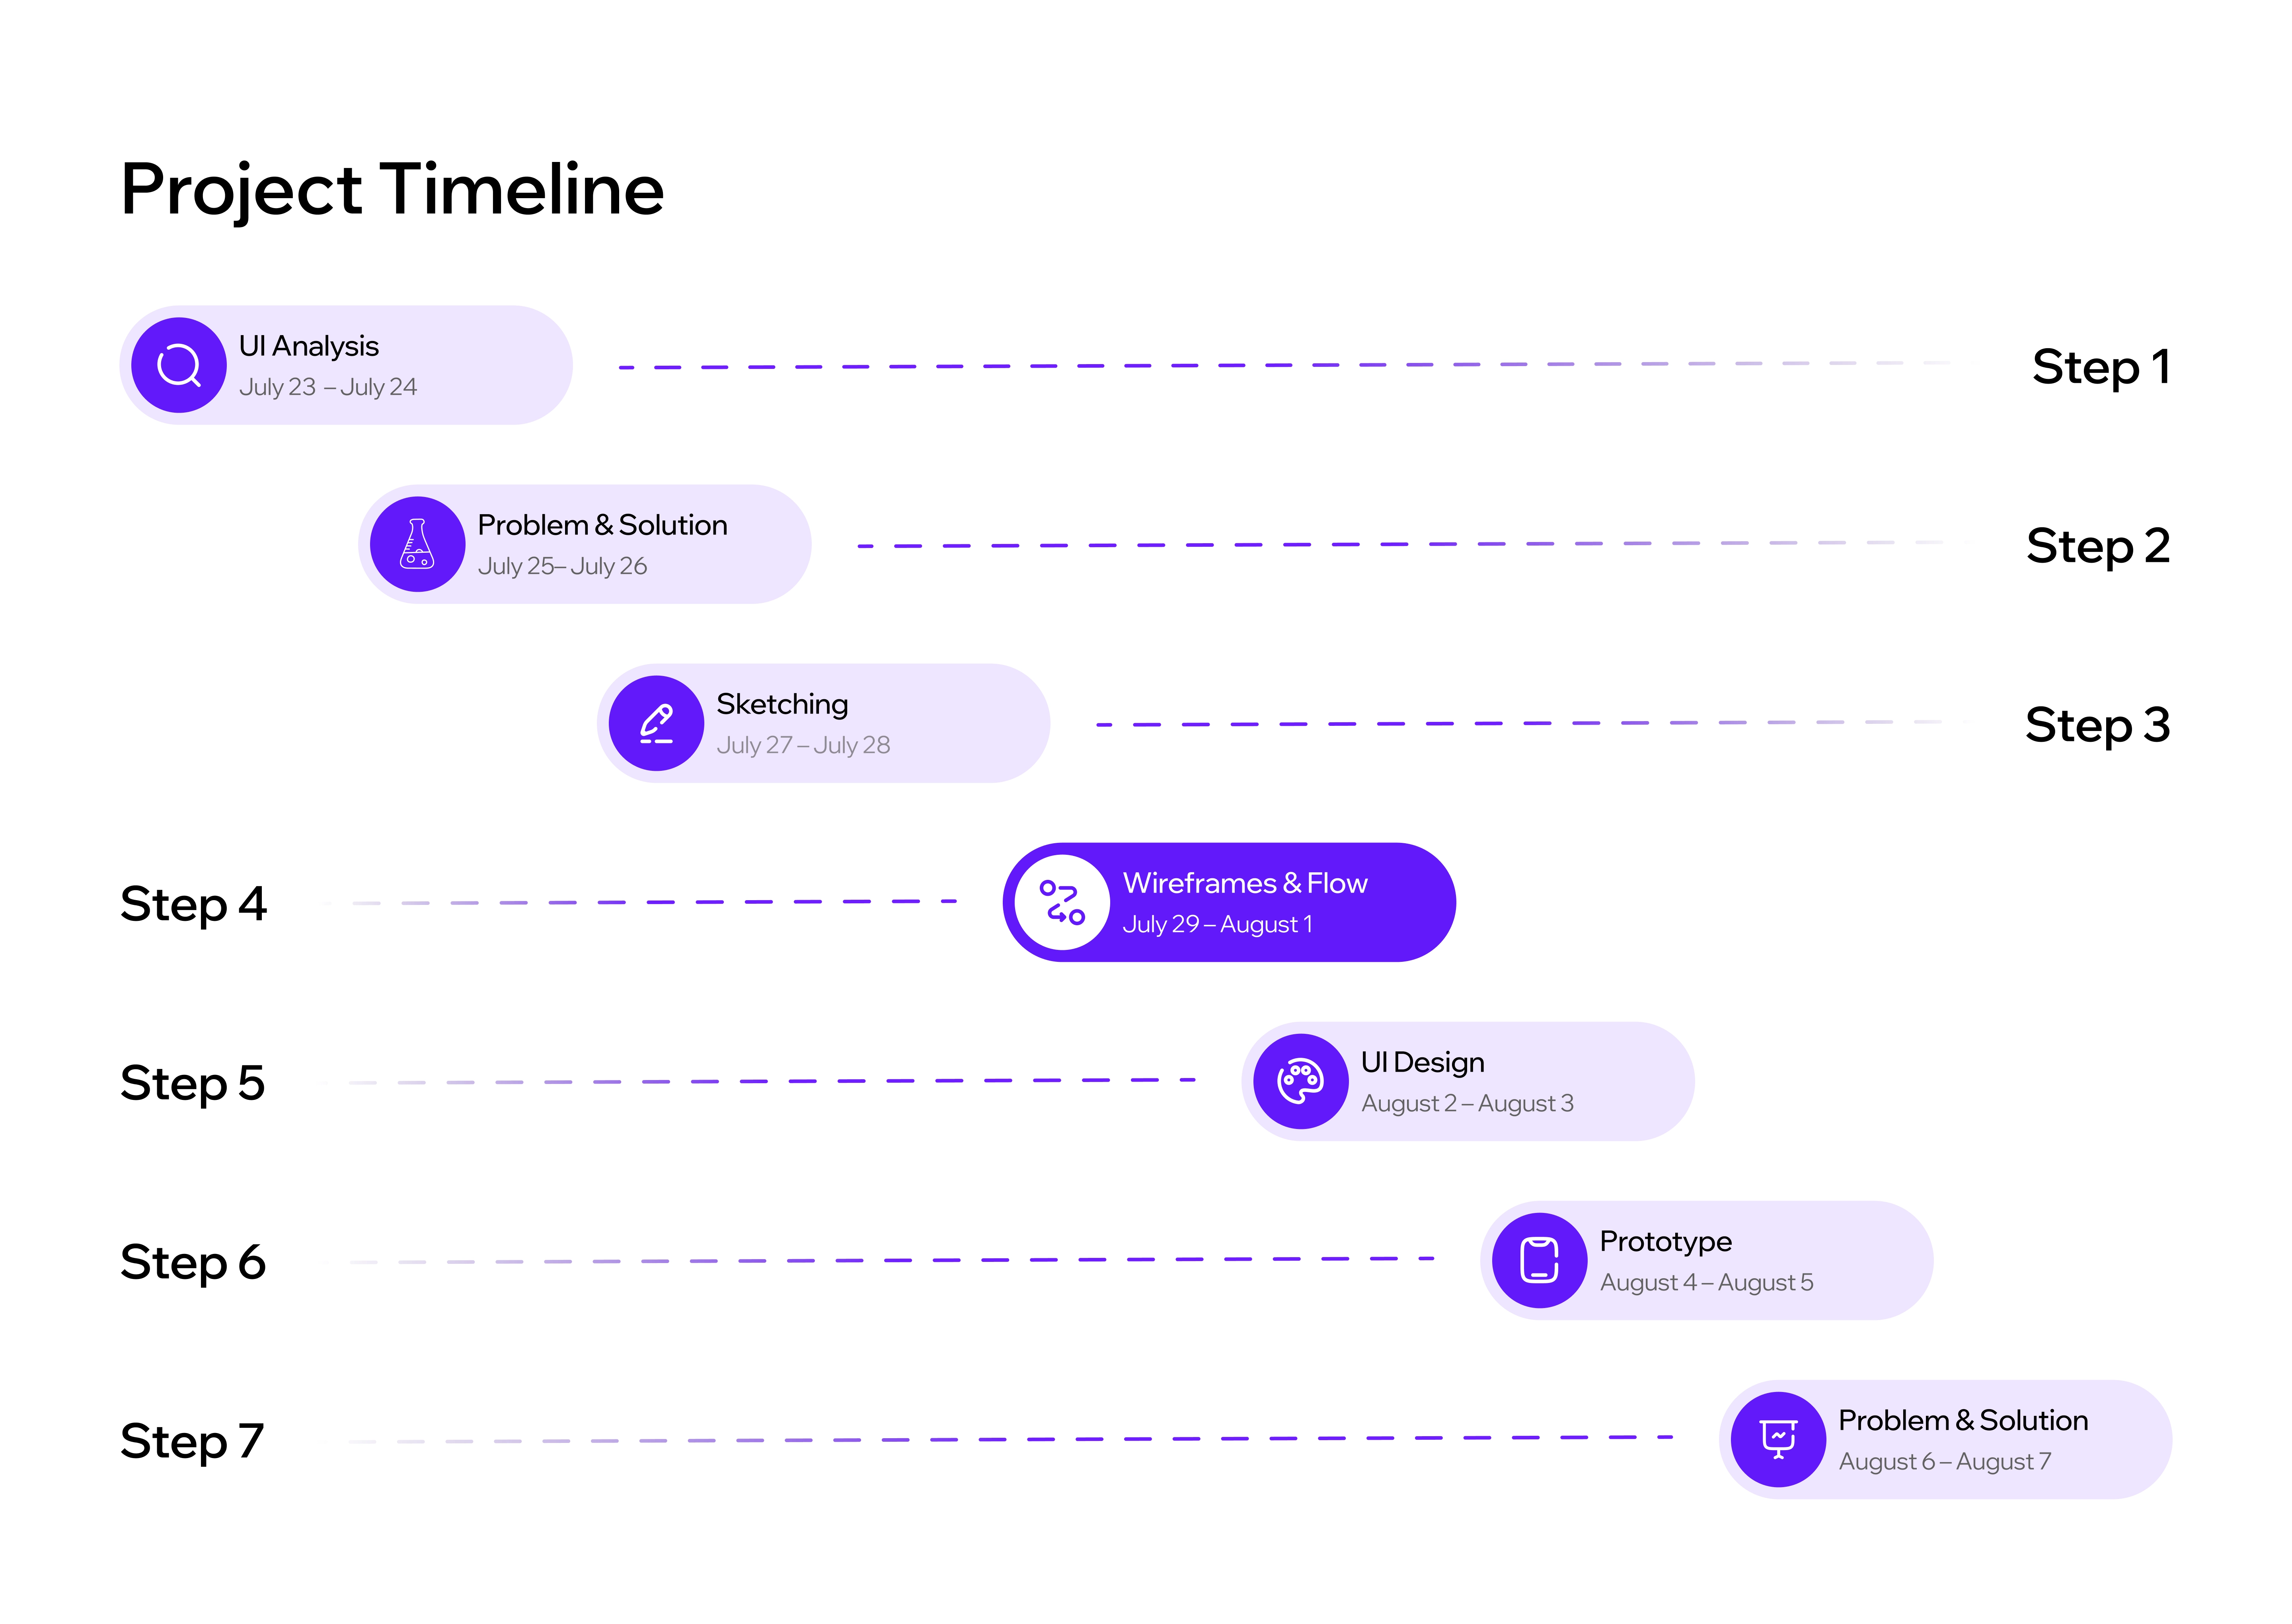 Project Timeline
UI Analysis
July 23 – July 24
Step 1
Problem & Solution
July 25– July 26
Step 2
Sketching
July 27 – July 28
Step 3
Step 4
Wireframes & Flow
July 29 – August 1
Step 5
UI Design
August 2 – August 3
Step 6
Prototype
August 4 – August 5
Step 7
Problem & Solution
August 6 – August 7